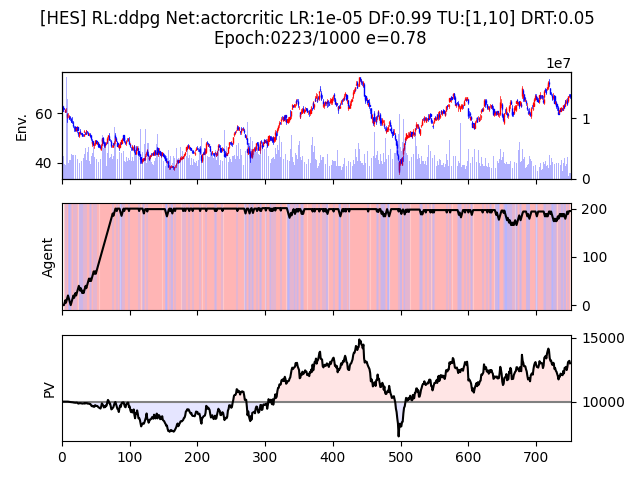 [HES] RL:ddpg Net:actorcritic LR:1e-05 DF:0.99 TU:[1,10] DRT:0.05
Epoch:0223/1000 e=0.78
1e7
Env.
60
40
1
0
Agent
200
100
0
PV
15000
10000
0
100
200
300
400
500
600
700